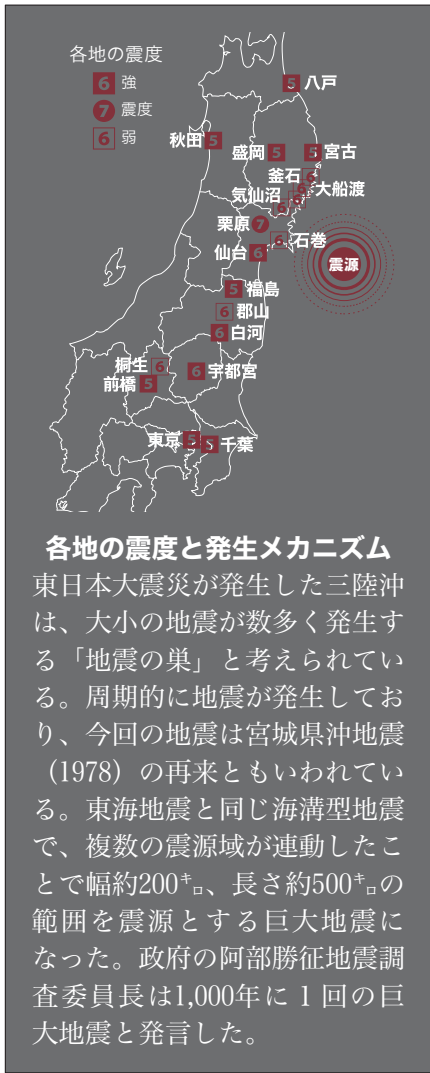 各地の震度
6 強
7 震度
6 弱
5 八戸
秋田 5
盛岡 5
5 宮古
釜石 6
6 大船渡
気仙沼 6 6
栗原 7
6 石巻
仙台 6
震源
5 福島
6 郡山
6 白河
桐生 6
前橋 5
6 宇都宮
東京 5
5 千葉
各地の震度と発生メカニズム
東日本大震災が発生した三陸沖
は、大小の地震が数多く発生す
る「地震の巣」と考えられてい
る。周期的に地震が発生してお
り、今回の地震は宮城県沖地震
（1978）の再来ともいわれてい
る。東海地震と同じ海溝型地震
で、複数の震源域が連動したこ
とで幅約200㌔、長さ約500㌔の
範囲を震源とする巨大地震に
なった。政府の阿部勝征地震調
査委員長は1,000年に１回の巨
大地震と発言した。